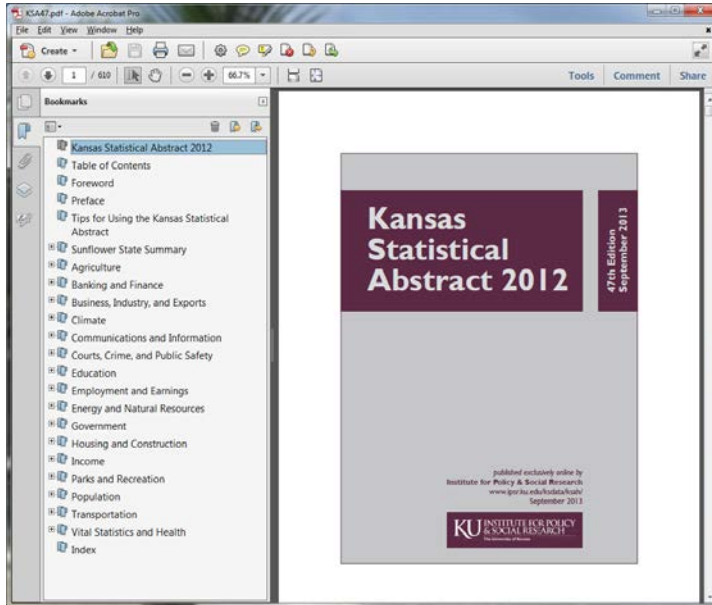 KSA47.pdf - Adobe Acrobat Pro
File Edit View Window Help
Create
1 / 610 66.7%
Tools Comment Share
Bookmarks
Kansas Statistical Abstract 2012
Table of Contents
Foreword
Preface
Tips for Using the Kansas Statistical
Abstract
Sunflower State Summary
Agriculture
Banking and Finance
Business, Industry, and Exports
Climate
Communications and Information
Courts, Crime, and Public Safety
Education
Employment and Earnings
Energy and Natural Resources
Government
Housing and Construction
Income
Parks and Recreation
Population
Transportation
Vital Statistics and Health
Index
Kansas
Statistical
Abstract 2012
47th Edition
September 2013
published exclusively online by
Institute for Policy & Social Research
www.ipsr.ku.edu/ksdata/ksah/
September 2013
KU INSTITUTE FOR POLICY
& SOCIAL RESEARCH
The University of Kansas